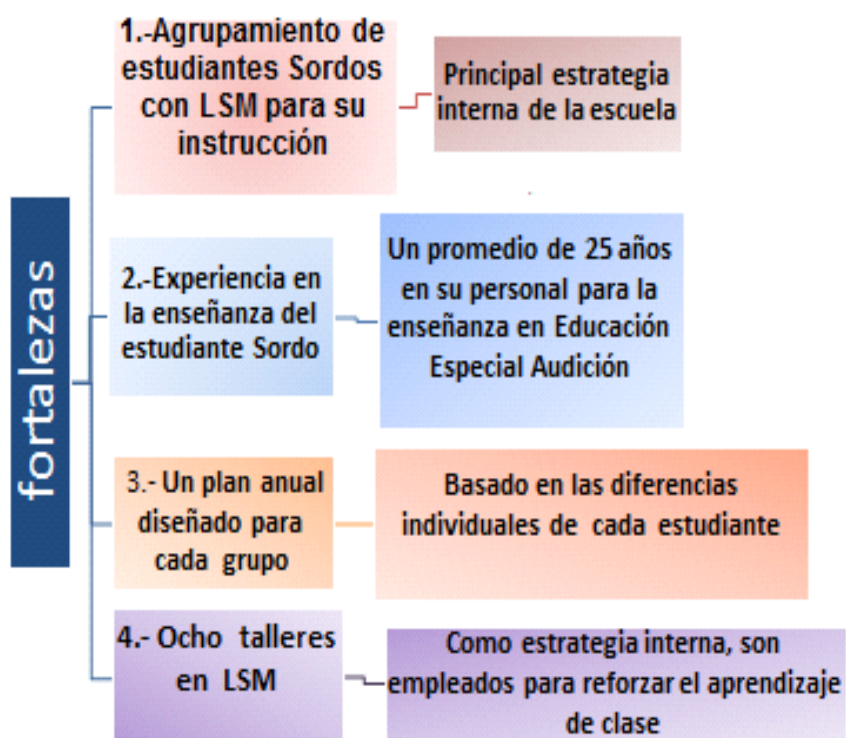 fortalezas
1.-Agrupamiento de
estudiantes Sordos
con LSM para su
instrucción
Principal estrategia
interna de la escuela
2.-Experiencia en
la enseñanza del
estudiante Sordo
Un promedio de 25 años
en su personal para la
enseñanza en Educación
Especial Audición
3.- Un plan anual
diseñado para
cada grupo
Basado en las diferencias
individuales de cada estudiante
4.- Ocho talleres
en LSM
Como estrategia interna, son
empleados para reforzar el aprendizaje
de clase